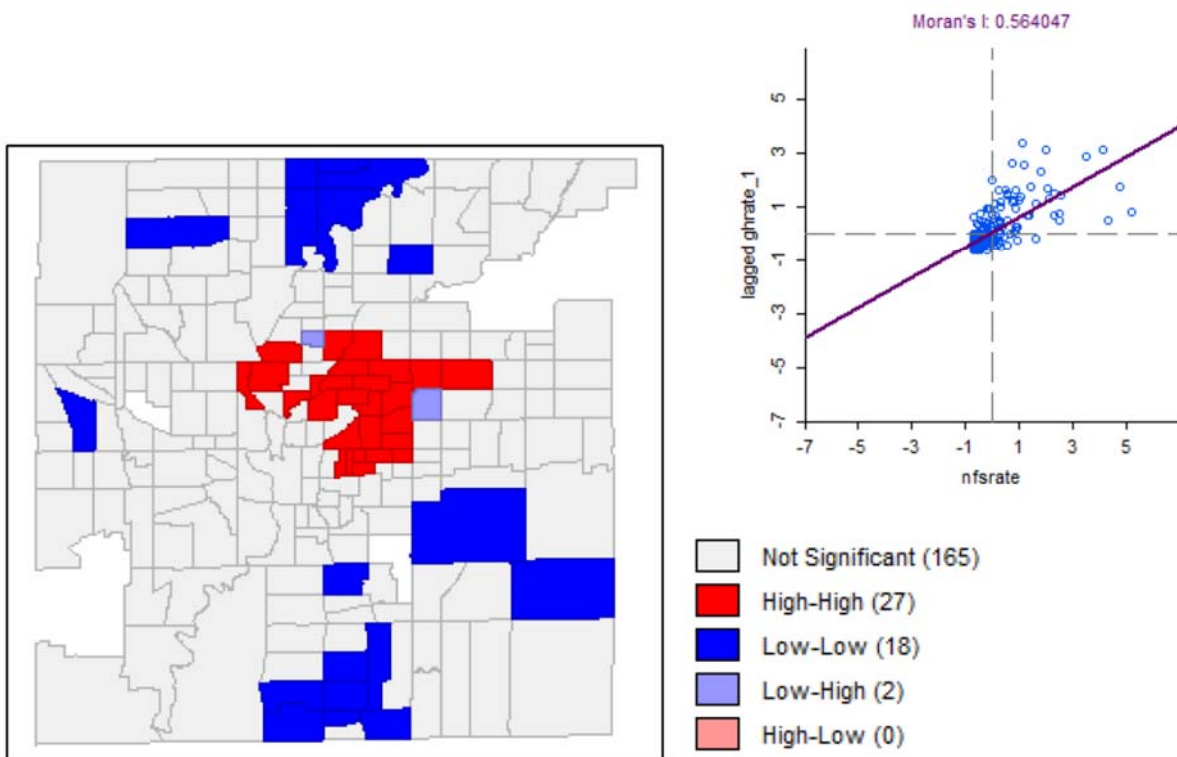 Moran's I: 0.564047
5
3
1
-1
-3
-5
-7
lagged ghrate_1
-7 -5 -3 -1 1 3 5
nfsrate
Not Significant (165)
High-High (27)
Low-Low (18)
Low-High (2)
High-Low (0)